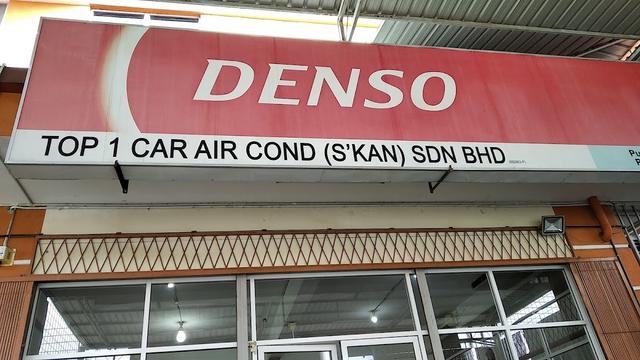 DENSO
TOP 1 CAR AIR COND (S'KAN) SDN BHD